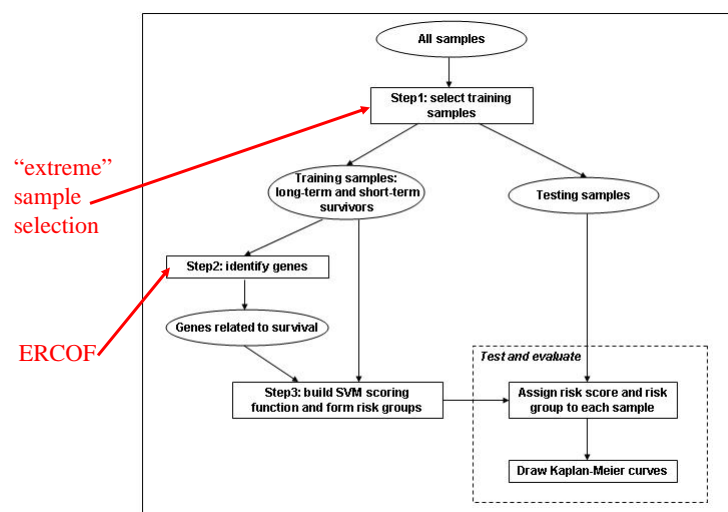 All samples
Step1: select training
samples
“extreme”
sample
selection
Training samples:
long-term and short-term
survivors
Testing samples
Step2: identify genes
Genes related to survival
ERCOF
Test and evaluate
Step3: build SVM scoring
function and form risk groups
Assign risk score and risk
group to each sample
Draw Kaplan-Meier curves